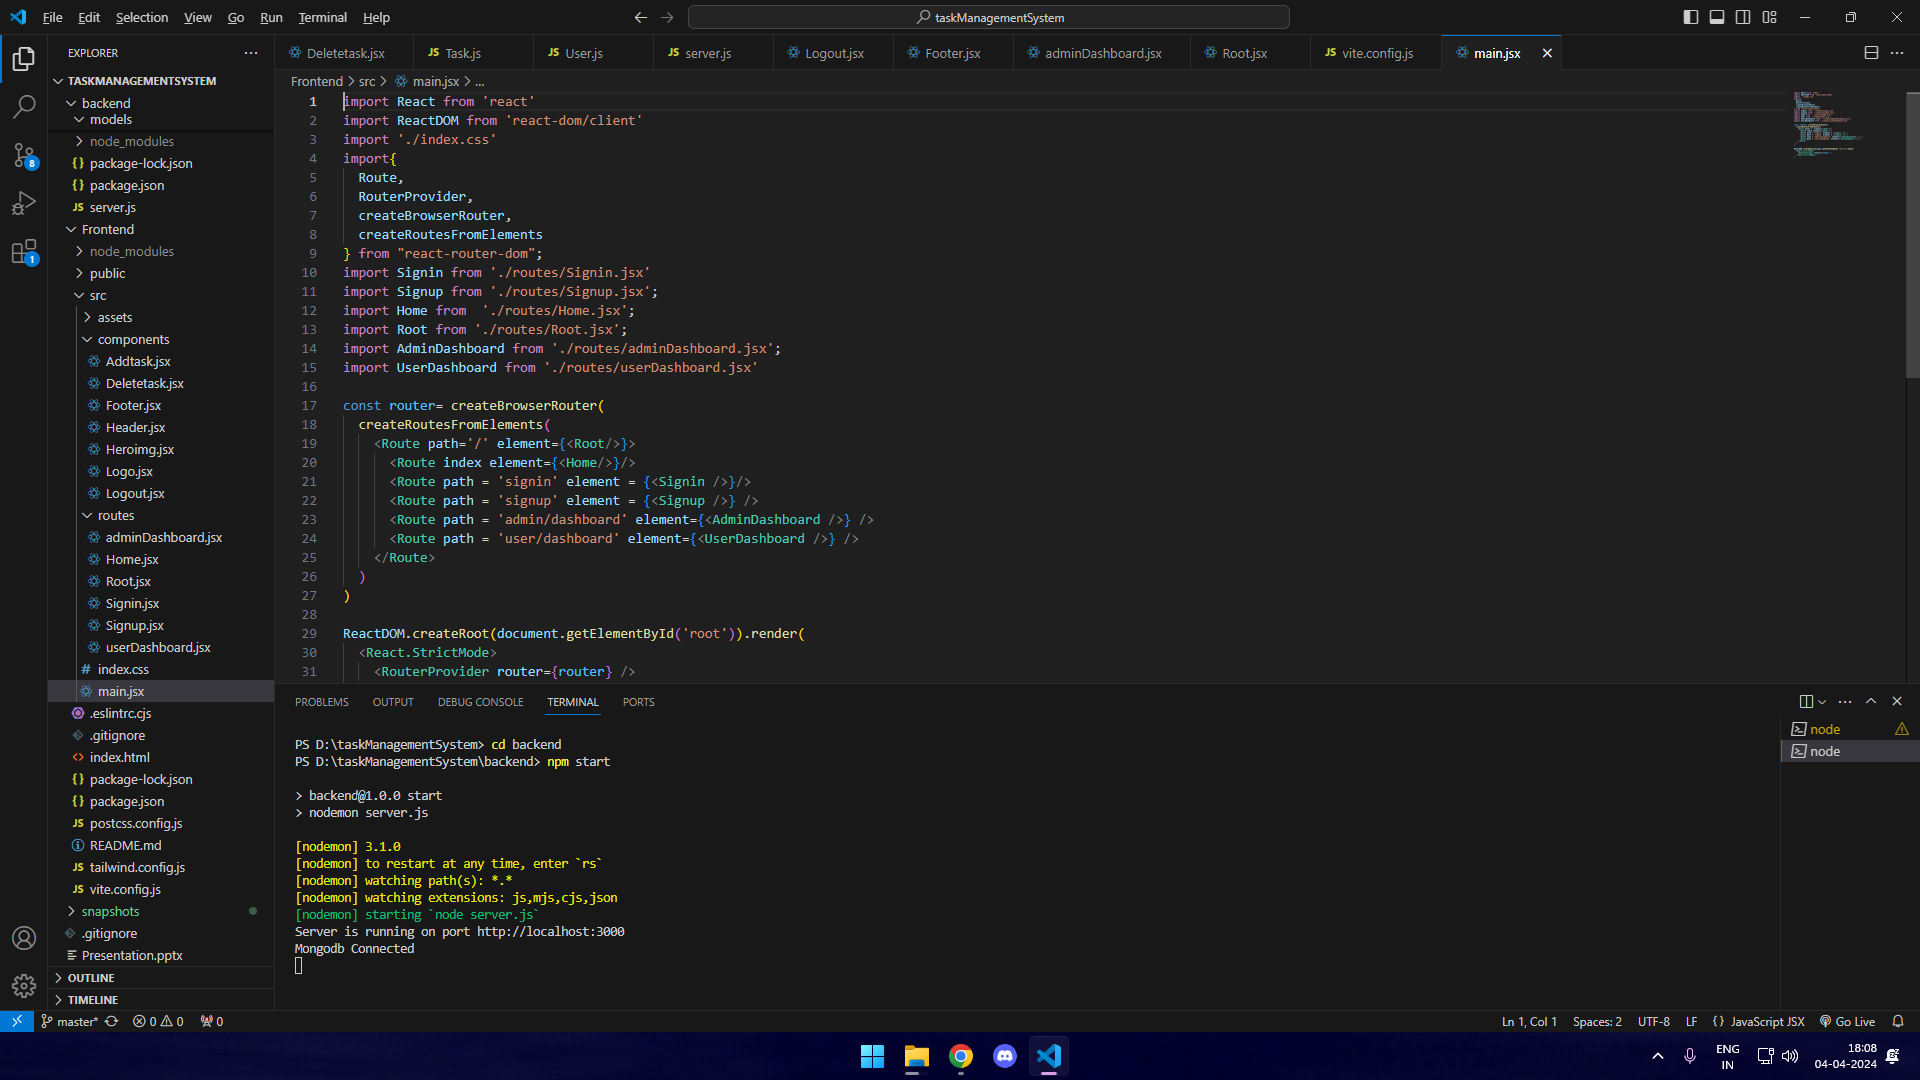 File Edit Selection View Go Run Terminal Help
taskManagementSystem
EXPLORER
TASKMANAGEMENTSYSTEM
backend
models
node_modules
package-lock.json
package.json
server.js
Frontend
node_modules
public
src
assets
components
Addtask.jsx
Deletetask.jsx
Footer.jsx
Header.jsx
Heroimg.jsx
Logo.jsx
Logout.jsx
routes
adminDashboard.jsx
Home.jsx
Root.jsx
Signin.jsx
Signup.jsx
userDashboard.jsx
# index.css
main.jsx
.eslintrc.cjs
.gitignore
index.html
{} package-lock.json
{} package.json
JS postcss.config.js
README.md
JS tailwind.config.js
JS vite.config.js
snapshots
.gitignore
Presentation.pptx
OUTLINE
TIMELINE
8
1
Deletetask.jsx JS Task.js JS User.js JS server.js Logout.jsx Footer.jsx adminDashboard.jsx Root.jsx JS vite.config.js main.jsx
Frontend > src > main.jsx > ...
1 import React from 'react'
2 import ReactDOM from 'react-dom/client'
3 import './index.css'
4 import{
5 Route,
6 RouterProvider,
7 createBrowserRouter,
8 createRoutesFromElements
9 } from "react-router-dom";
10 import Signin from './routes/Signin.jsx'
11 import Signup from './routes/Signup.jsx';
12 import Home from  './routes/Home.jsx';
13 import Root from './routes/Root.jsx';
14 import AdminDashboard from './routes/adminDashboard.jsx';
15 import UserDashboard from './routes/userDashboard.jsx'
16
17 const router= createBrowserRouter(
18 createRoutesFromElements(
19 <Route path='/' element={<Root/>}>
20 <Route index element={<Home/>}/>
21 <Route path = 'signin' element = {<Signin />}/>
22 <Route path = 'signup' element = {<Signup />} />
23 <Route path = 'admin/dashboard' element={<AdminDashboard />} />
24 <Route path = 'user/dashboard' element={<UserDashboard />} />
25 </Route>
26 )
27 )
28
29 ReactDOM.createRoot(document.getElementById('root')).render(
30 <React.StrictMode>
31 <RouterProvider router={router} />
PROBLEMS OUTPUT DEBUG CONSOLE TERMINAL PORTS
node
node
PS D:\taskManagementSystem> cd backend
PS D:\taskManagementSystem\backend> npm start
> backend@1.0.0 start
> nodemon server.js
[nodemon] 3.1.0
[nodemon] to restart at any time, enter `rs`
[nodemon] watching path(s): *.*
[nodemon] watching extensions: js,mjs,cjs,json
[nodemon] starting `node server.js`
Server is running on port http://localhost:3000
Mongodb Connected
master* 0 0 0
Ln 1, Col 1 Spaces: 2 UTF-8 LF {} JavaScript JSX Go Live
ENG
IN
18:08
04-04-2024